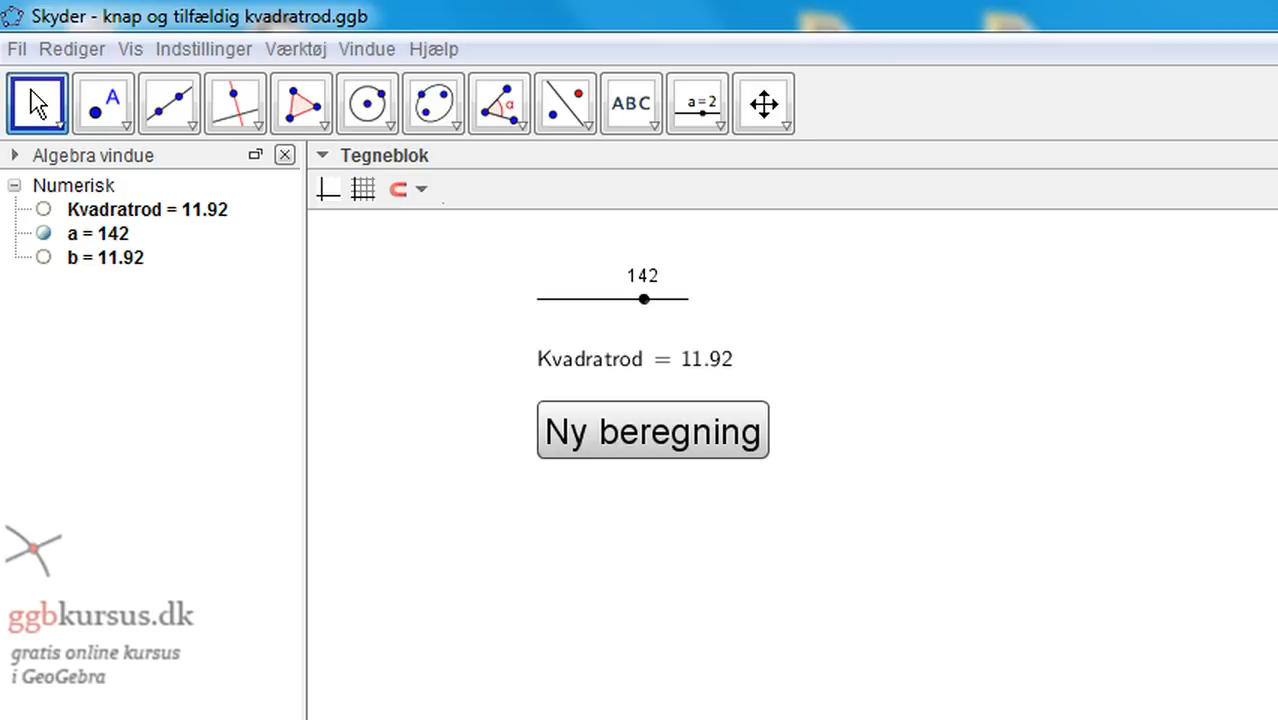 Skyder - knap og tilfældig kvadratrod.ggb
Fil Rediger Vis Indstillinger Værktøj Vindue Hjælp
A
α
ABC
a=2
Algebra vindue
Tegneblok
Numerisk
Kvadratrod = 11.92
a = 142
b = 11.92
142
Kvadratrod = 11.92
Ny beregning
ggbkursus.dk
gratis online kursus
i GeoGebra